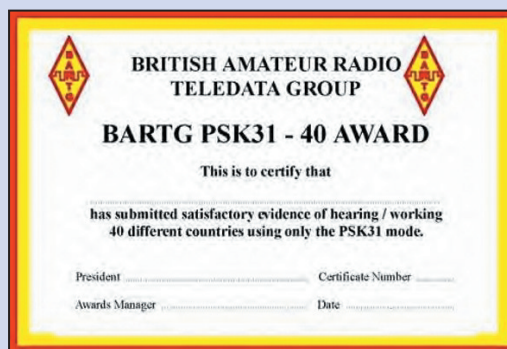 B
A
R
T
G
B
A
R
T
G
BRITISH AMATEUR RADIO
TELEDATA GROUP
BARTG PSK31 - 40 AWARD
This is to certify that
has submitted satisfactory evidence of hearing / working
40 different countries using only the PSK31 mode.
President Certificate Number
Awards Manager Date